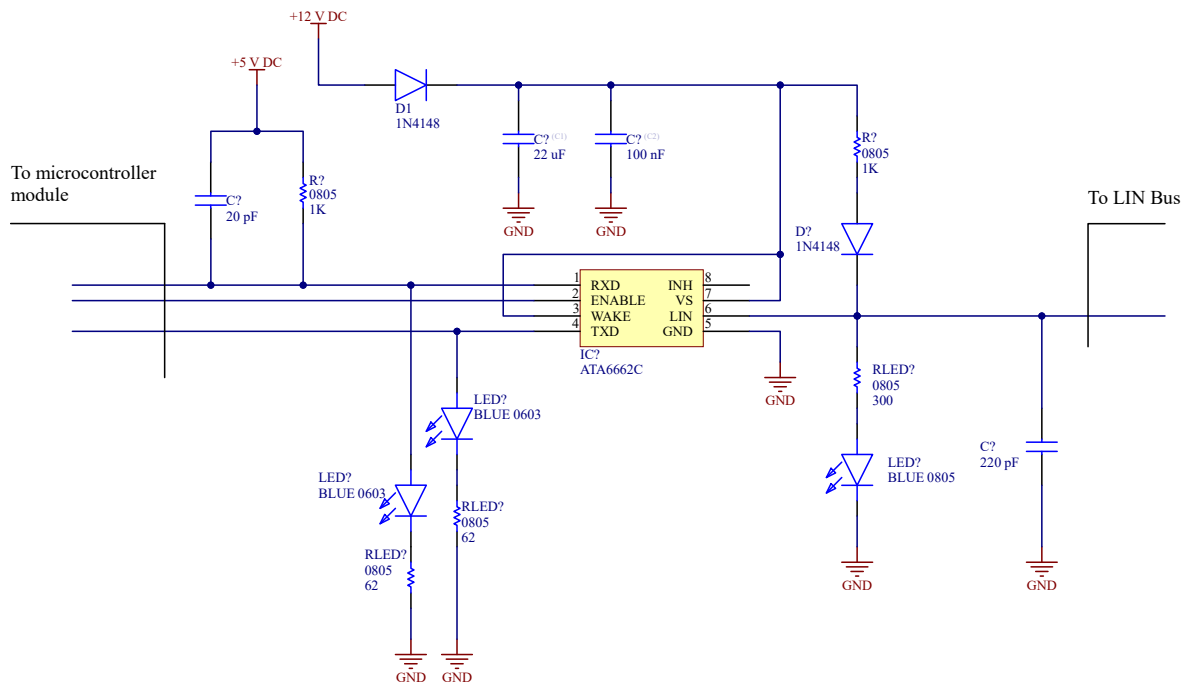 +12 V DC
+5 V DC
D1
1N4148
C? (C1)
22 uF
C? (C2)
100 nF
R?
0805
1K
To microcontroller
module
C?
20 pF
R?
0805
1K
To LIN Bus
GND
GND
D?
1N4148
1 RXD INH 8
2 ENABLE VS 7
3 WAKE LIN 6
4 TXD GND 5
IC?
ATA6662C
GND
RLED?
0805
300
LED?
BLUE 0603
LED?
BLUE 0603
C?
220 pF
LED?
BLUE 0805
RLED?
0805
62
RLED?
0805
62
GND
GND
GND
GND